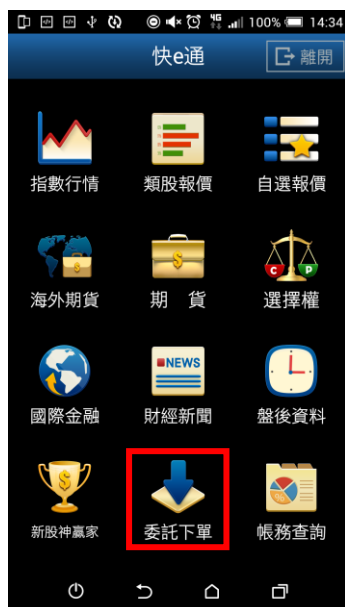 4G 100% 14:34
快e通
離開
指數行情 類股報價 自選報價
$
C P
海外期貨 期 貨 選擇權
NEWS
國際金融 財經新聞 盤後資料
$
新股神贏家 委託下單 帳務查詢